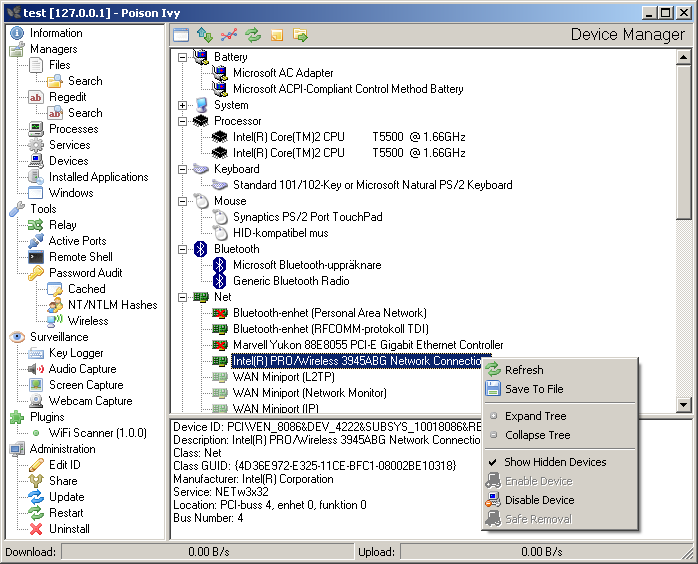 test [127.0.0.1] - Poison Ivy
Information
Managers
Files
Search
Regedit
Search
Processes
Services
Devices
Installed Applications
Windows
Tools
Relay
Active Ports
Remote Shell
Password Audit
Cached
NT/NTLM Hashes
Wireless
Surveillance
Key Logger
Audio Capture
Screen Capture
Webcam Capture
Plugins
WiFi Scanner (1.0.0)
Administration
Edit ID
Share
Update
Restart
Uninstall
Device Manager
Battery
Microsoft AC Adapter
Microsoft ACPI-Compliant Control Method Battery
System
Processor
Intel(R) Core(TM)2 CPU T5500 @ 1.66GHz
Intel(R) Core(TM)2 CPU T5500 @ 1.66GHz
Keyboard
Standard 101/102-Key or Microsoft Natural PS/2 Keyboard
Mouse
Synaptics PS/2 Port TouchPad
HID-kompatibel mus
Bluetooth
Microsoft Bluetooth-uppräknare
Generic Bluetooth Radio
Net
Bluetooth-enhet (Personal Area Network)
Bluetooth-enhet (RFCOMM-protokoll TDI)
Marvell Yukon 88E8055 PCI-E Gigabit Ethernet Controller
Intel(R) PRO/Wireless 3945ABG Network Connection
WAN Miniport (L2TP)
WAN Miniport (Network Monitor)
WAN Miniport (IP)
Refresh
Save To File
Expand Tree
Collapse Tree
Show Hidden Devices
Enable Device
Disable Device
Safe Removal
Device ID: PCI\VEN_8086&DEV_4222&SUBSYS_10018086&RE
Description: Intel(R) PRO/Wireless 3945ABG Network Connectio
Class: Net
Class GUID: {4D36E972-E325-11CE-BFC1-08002BE10318}
Manufacturer: Intel(R) Corporation
Service: NETw3x32
Location: PCI-buss 4, enhet 0, funktion 0
Bus Number: 4
Download: 0.00 B/s Upload: 0.00 B/s